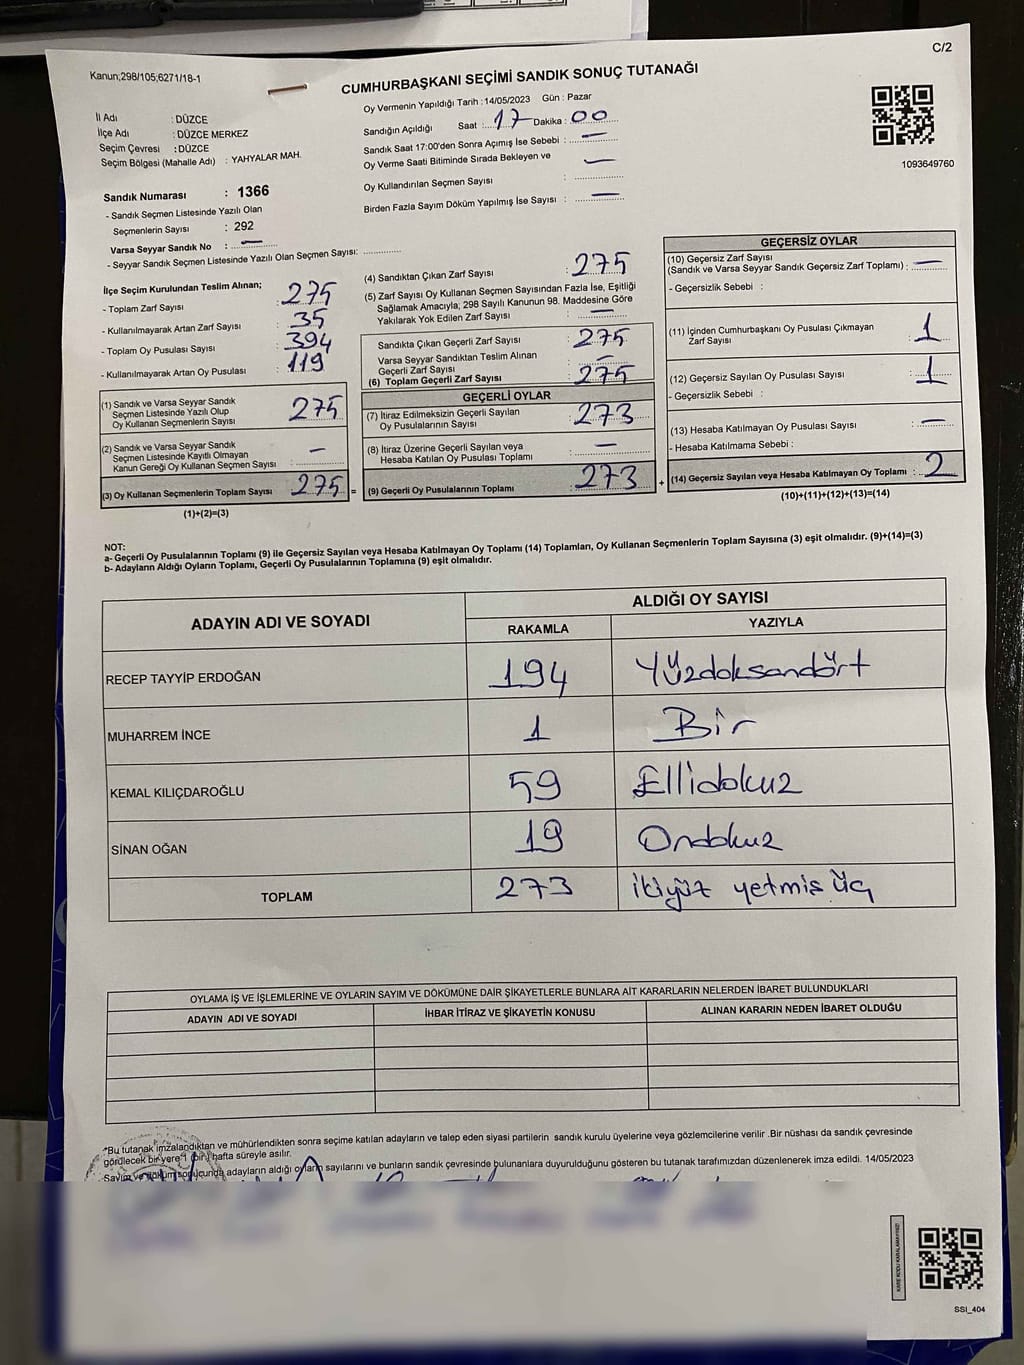 C/2
Kanun;298/105;6271/18-1
CUMHURBAŞKANI SEÇİMİ SANDIK SONUÇ TUTANAĞI
İl Adı : DÜZCE
İlçe Adı : DÜZCE MERKEZ
Seçim Çevresi : DÜZCE
Seçim Bölgesi (Mahalle Adı) : YAHYALAR MAH.
Sandık Numarası : 1366
- Sandık Seçmen Listesinde Yazılı Olan
Seçmenlerin Sayısı : 292
Varsa Seyyar Sandık No : —
- Seyyar Sandık Seçmen Listesinde Yazılı Olan Seçmen Sayısı:
Oy Vermenin Yapıldığı Tarih : 14/05/2023 Gün : Pazar
Sandığın Açıldığı Saat : 17 Dakika : 00
Sandık Saat 17:00'den Sonra Açımış İse Sebebi : —
Oy Verme Saati Bitiminde Sırada Bekleyen ve —
Oy Kullandırılan Seçmen Sayısı :
Birden Fazla Sayım Döküm Yapılmış İse Sayısı : —
1093649760
İlçe Seçim Kurulundan Teslim Alınan;
- Toplam Zarf Sayısı : 275
- Kullanılmayarak Artan Zarf Sayısı : 35
- Toplam Oy Pusulası Sayısı : 394
- Kullanılmayarak Artan Oy Pusulası : 119
(1) Sandık ve Varsa Seyyar Sandık
Seçmen Listesinde Yazılı Olup
Oy Kullanan Seçmenlerin Sayısı : 275
(2) Sandık ve Varsa Seyyar Sandık
Seçmen Listesinde Kayıtlı Olmayan
Kanun Gereği Oy Kullanan Seçmen Sayısı : —
(3) Oy Kullanan Seçmenlerin Toplam Sayısı 275 =
(1)+(2)=(3)
(4) Sandıktan Çıkan Zarf Sayısı : 275
(5) Zarf Sayısı Oy Kullanan Seçmen Sayısından Fazla İse, Eşitliği
Sağlamak Amacıyla; 298 Sayılı Kanunun 98. Maddesine Göre
Yakılarak Yok Edilen Zarf Sayısı : —
Sandıkta Çıkan Geçerli Zarf Sayısı : 275
Varsa Seyyar Sandıktan Teslim Alınan
Geçerli Zarf Sayısı : —
(6) Toplam Geçerli Zarf Sayısı : 275
GEÇERLİ OYLAR
(7) İtiraz Edilmeksizin Geçerli Sayılan
Oy Pusulalarının Sayısı : 273
(8) İtiraz Üzerine Geçerli Sayılan veya
Hesaba Katılan Oy Pusulası Toplamı : —
(9) Geçerli Oy Pusulalarının Toplamı : 273 +
GEÇERSİZ OYLAR
(10) Geçersiz Zarf Sayısı
(Sandık ve Varsa Seyyar Sandık Geçersiz Zarf Toplamı) : —
- Geçersizlik Sebebi :
(11) İçinden Cumhurbaşkanı Oy Pusulası Çıkmayan
Zarf Sayısı : 1
(12) Geçersiz Sayılan Oy Pusulası Sayısı : 1
- Geçersizlik Sebebi :
(13) Hesaba Katılmayan Oy Pusulası Sayısı : —
- Hesaba Katılmama Sebebi :
(14) Geçersiz Sayılan veya Hesaba Katılmayan Oy Toplamı : 2
(10)+(11)+(12)+(13)=(14)
NOT:
a- Geçerli Oy Pusulalarının Toplamı (9) ile Geçersiz Sayılan veya Hesaba Katılmayan Oy Toplamı (14) Toplamları, Oy Kullanan Seçmenlerin Toplam Sayısına (3) eşit olmalıdır. (9)+(14)=(3)
b- Adayların Aldığı Oyların Toplamı, Geçerli Oy Pusulalarının Toplamına (9) eşit olmalıdır.
ADAYIN ADI VE SOYADI ALDIĞI OY SAYISI
RAKAMLA YAZIYLA
RECEP TAYYİP ERDOĞAN 194 Yüzdoksandört
MUHARREM İNCE 1 Bir
KEMAL KILIÇDAROĞLU 59 Ellidokuz
SİNAN OĞAN 19 Ondokuz
TOPLAM 273 ikiyüz yetmiş üç
OYLAMA İŞ VE İŞLEMLERİNE VE OYLARIN SAYIM VE DÖKÜMÜNE DAİR ŞİKAYETLERLE BUNLARA AİT KARARLARIN NELERDEN İBARET BULUNDUKLARI
ADAYIN ADI VE SOYADI İHBAR İTİRAZ VE ŞİKAYETİN KONUSU ALINAN KARARIN NEDEN İBARET OLDUĞU
*Bu tutanak imzalandıktan ve mühürlendikten sonra seçime katılan adayların ve talep eden siyasi partilerin sandık kurulu üyelerine veya gözlemcilerine verilir .Bir nüshası da sandık çevresinde
görülecek bir yere 1 (bir) hafta süreyle asılır.
Sayım ve döküm sonucunda adayların aldığı oyların sayılarını ve bunların sandık çevresinde bulunanlara duyurulduğunu gösteren bu tutanak tarafımızdan düzenlenerek imza edildi. 14/05/2023
KARE KODU KARALAMAYINIZ!
SSI_404